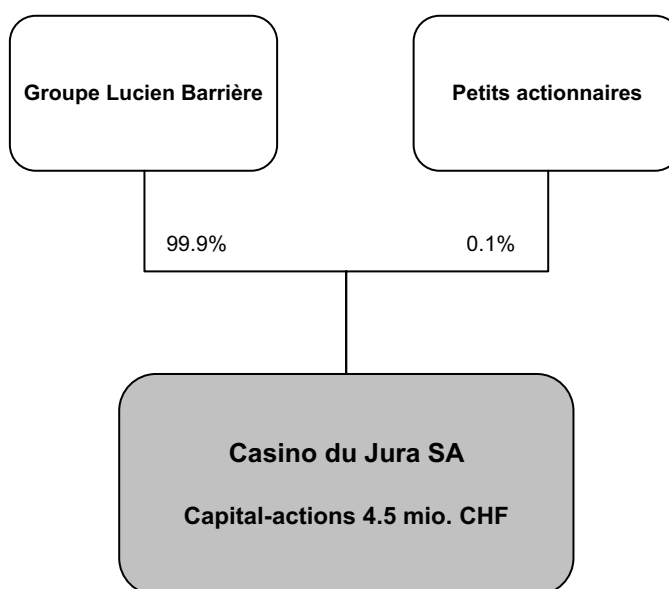 Groupe Lucien Barrière
Petits actionnaires
99.9%
0.1%
Casino du Jura SA
Capital-actions 4.5 mio. CHF